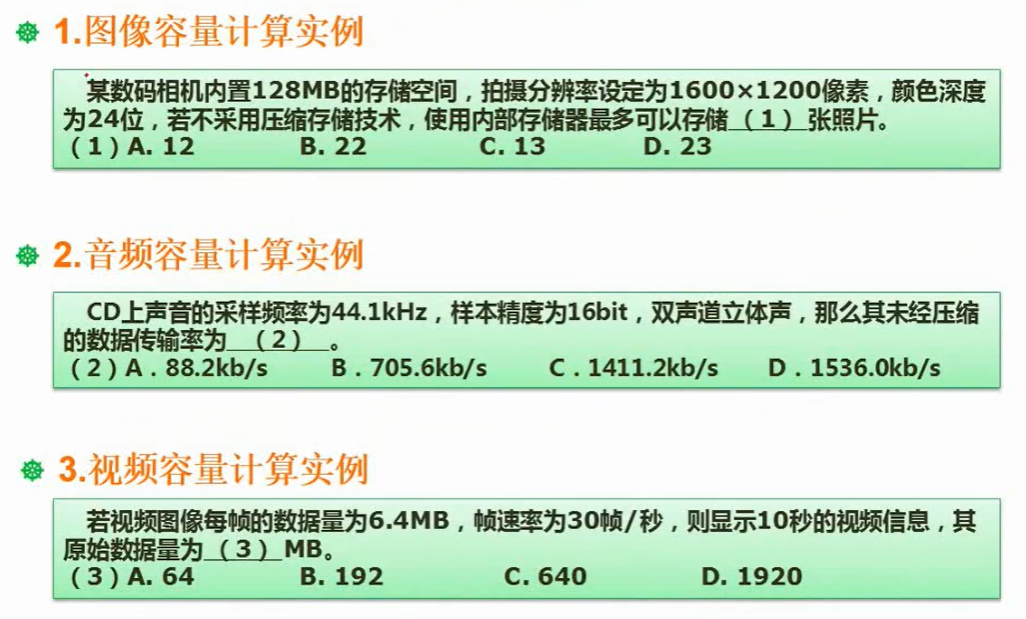 1.图像容量计算实例
某数码相机内置128MB的存储空间，拍摄分辨率设定为1600×1200像素，颜色深度
为24位，若不采用压缩存储技术，使用内部存储器最多可以存储（1）张照片。
（1）A. 12 B. 22 C. 13 D. 23
2.音频容量计算实例
CD上声音的采样频率为44.1kHz，样本精度为16bit，双声道立体声，那么其未经压缩
的数据传输率为 （2） 。
（2）A．88.2kb/s B．705.6kb/s C．1411.2kb/s D．1536.0kb/s
3.视频容量计算实例
若视频图像每帧的数据量为6.4MB，帧速率为30帧/秒，则显示10秒的视频信息，其
原始数据量为（3）MB。
（3）A. 64 B. 192 C. 640 D. 1920